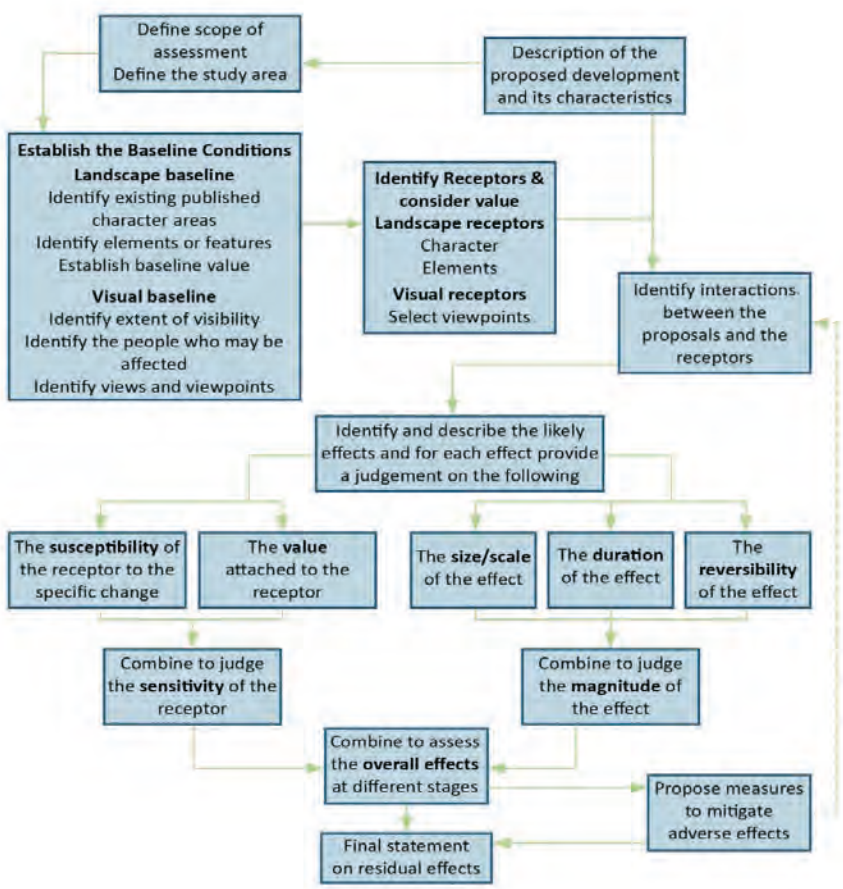 Define scope of
assessment
Define the study area
Description of the
proposed development
and its characteristics
Establish the Baseline Conditions
Landscape baseline
Identify existing published
character areas
Identify elements or features
Establish baseline value
Visual baseline
Identify extent of visibility
Identify the people who may be
affected
Identify views and viewpoints
Identify Receptors &
consider value
Landscape receptors
Character
Elements
Visual receptors
Select viewpoints
Identify interactions
between the
proposals and the
receptors
Identify and describe the likely
effects and for each effect provide
a judgement on the following
The susceptibility of
the receptor to the
specific change
The value
attached to the
receptor
The size/scale
of the effect
The duration
of the effect
The
reversibility
of the effect
Combine to judge
the sensitivity of the
receptor
Combine to judge
the magnitude of
the effect
Combine to assess
the overall effects
at different stages
Propose measures
to mitigate
adverse effects
Final statement
on residual effects